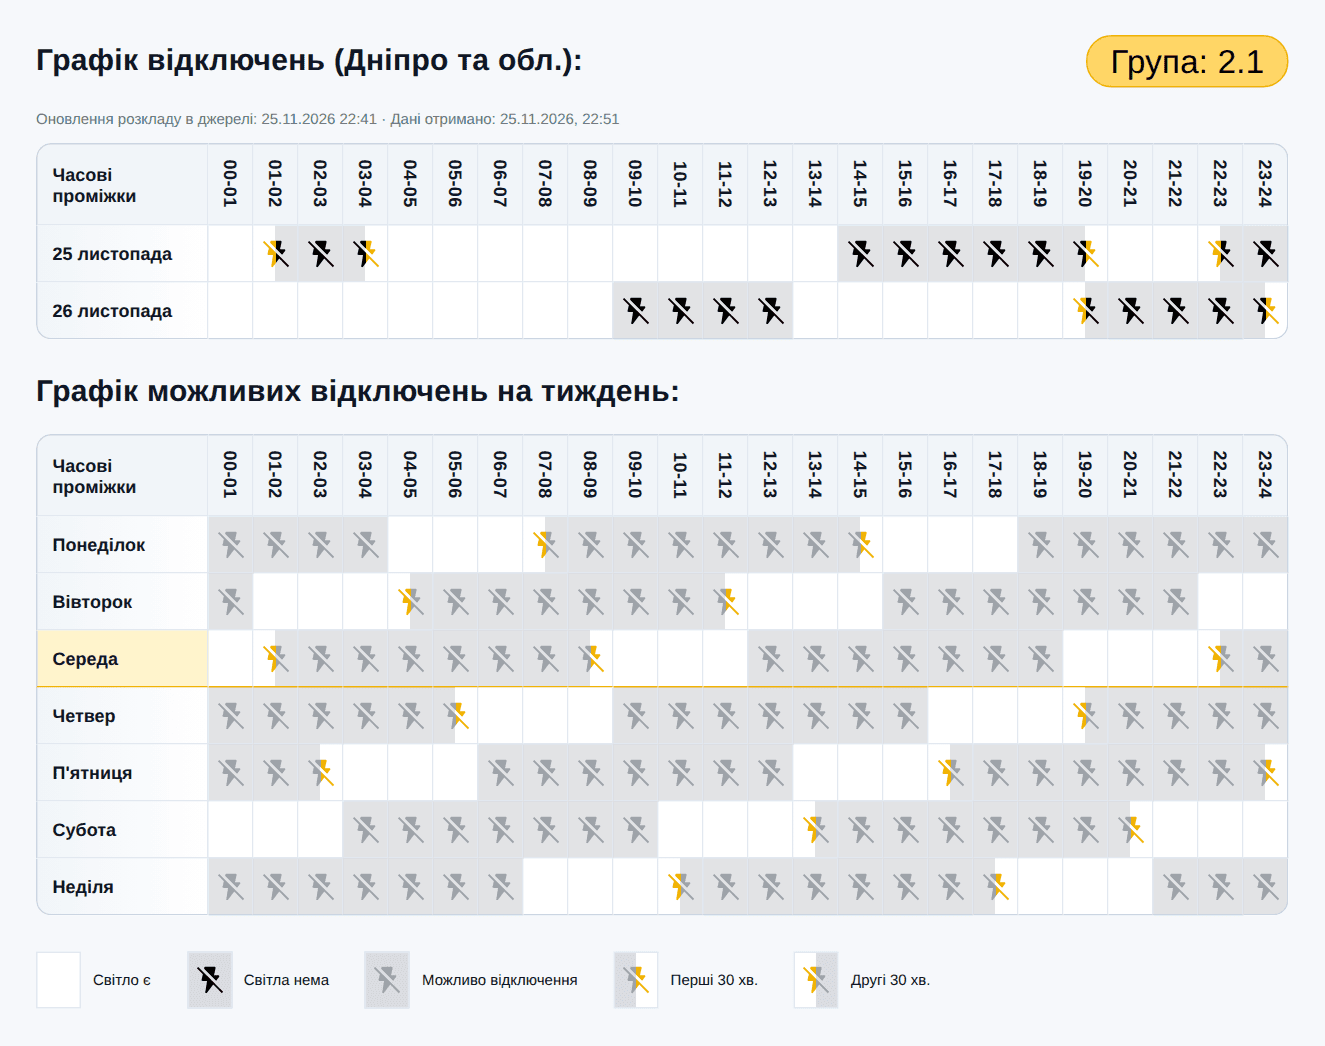 Графік відключень (Дніпро та обл.):
Група: 2.1
Оновлення розкладу в джерелі: 25.11.2026 22:41 · Дані отримано: 25.11.2026, 22:51
Часові проміжки 00-01 01-02 02-03 03-04 04-05 05-06 06-07 07-08 08-09 09-10 10-11 11-12 12-13 13-14 14-15 15-16 16-17 17-18 18-19 19-20 20-21 21-22 22-23 23-24
25 листопада
26 листопада
Графік можливих відключень на тиждень:
Часові проміжки 00-01 01-02 02-03 03-04 04-05 05-06 06-07 07-08 08-09 09-10 10-11 11-12 12-13 13-14 14-15 15-16 16-17 17-18 18-19 19-20 20-21 21-22 22-23 23-24
Понеділок
Вівторок
Середа
Четвер
П'ятниця
Субота
Неділя
Світло є Світла нема Можливо відключення Перші 30 хв. Другі 30 хв.